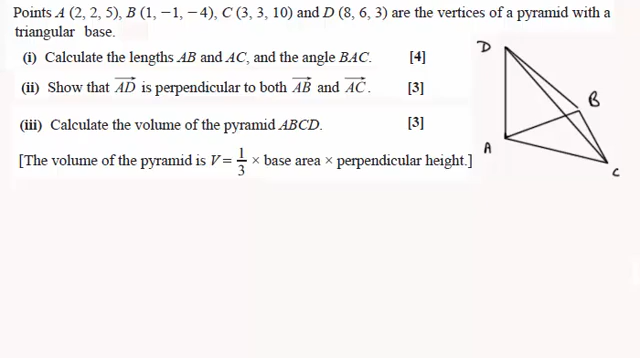 Points A (2, 2, 5), B (1, −1, −4), C (3, 3, 10) and D (8, 6, 3) are the vertices of a pyramid with a
triangular base.
(i) Calculate the lengths AB and AC, and the angle BAC. [4]
(ii) Show that \overrightarrow{AD} is perpendicular to both \overrightarrow{AB} and \overrightarrow{AC}. [3]
(iii) Calculate the volume of the pyramid ABCD. [3]
[The volume of the pyramid is V = 1/3 × base area × perpendicular height.]
D
B
A
C